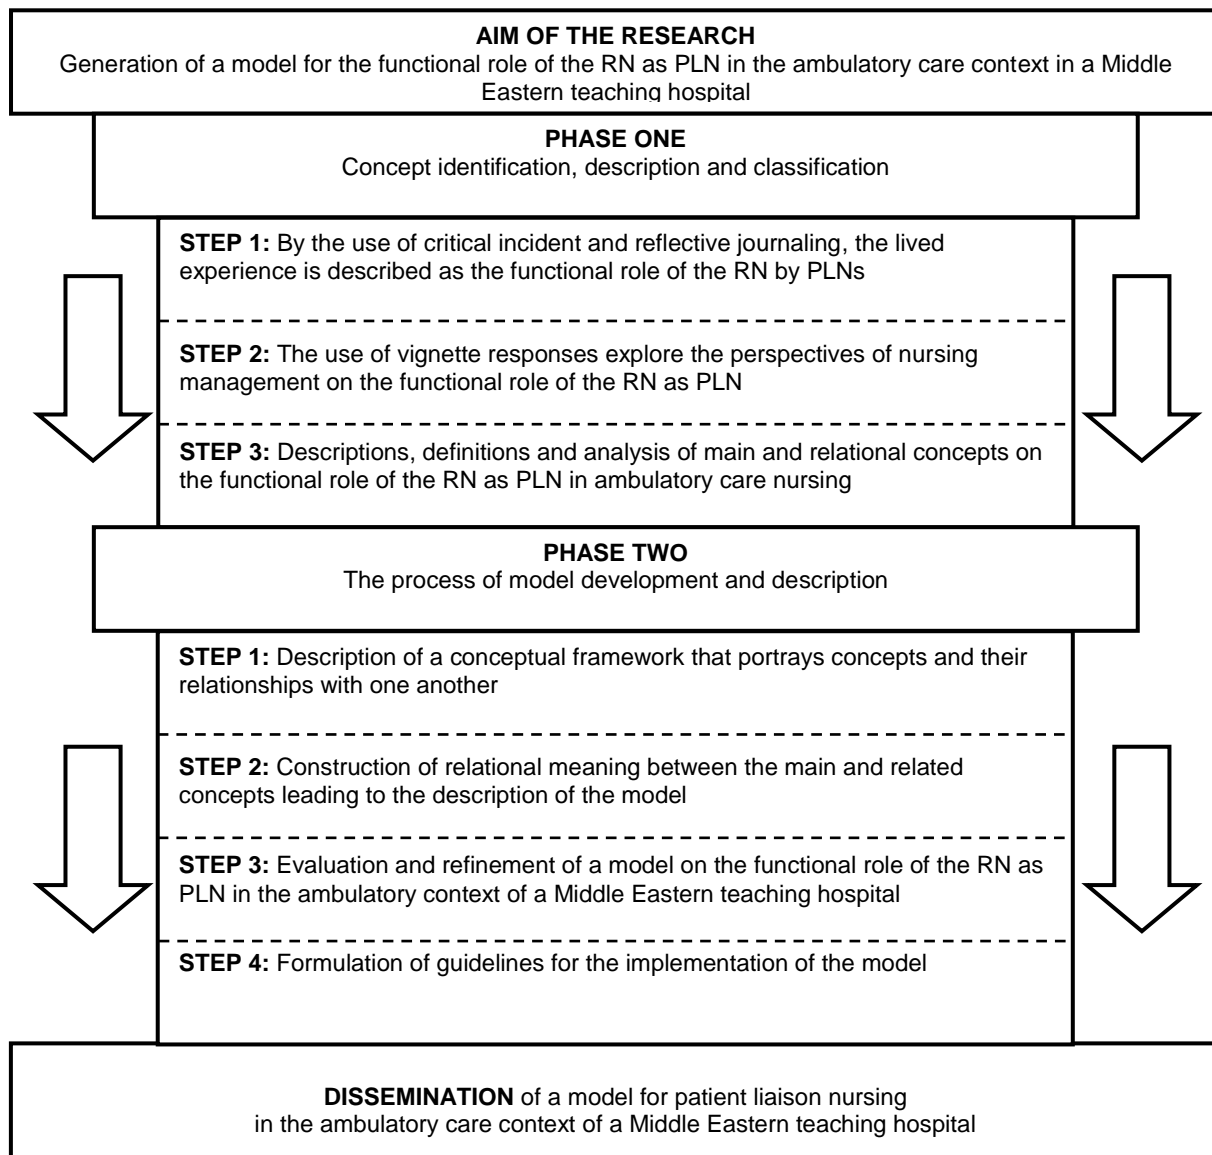 AIM OF THE RESEARCH
Generation of a model for the functional role of the RN as PLN in the ambulatory care context in a Middle
Eastern teaching hospital
PHASE ONE
Concept identification, description and classification
STEP 1: By the use of critical incident and reflective journaling, the lived
experience is described as the functional role of the RN by PLNs
STEP 2: The use of vignette responses explore the perspectives of nursing
management on the functional role of the RN as PLN
STEP 3: Descriptions, definitions and analysis of main and relational concepts on
the functional role of the RN as PLN in ambulatory care nursing
PHASE TWO
The process of model development and description
STEP 1: Description of a conceptual framework that portrays concepts and their
relationships with one another
STEP 2: Construction of relational meaning between the main and related
concepts leading to the description of the model
STEP 3: Evaluation and refinement of a model on the functional role of the RN as
PLN in the ambulatory context of a Middle Eastern teaching hospital
STEP 4: Formulation of guidelines for the implementation of the model
DISSEMINATION of a model for patient liaison nursing
in the ambulatory care context of a Middle Eastern teaching hospital